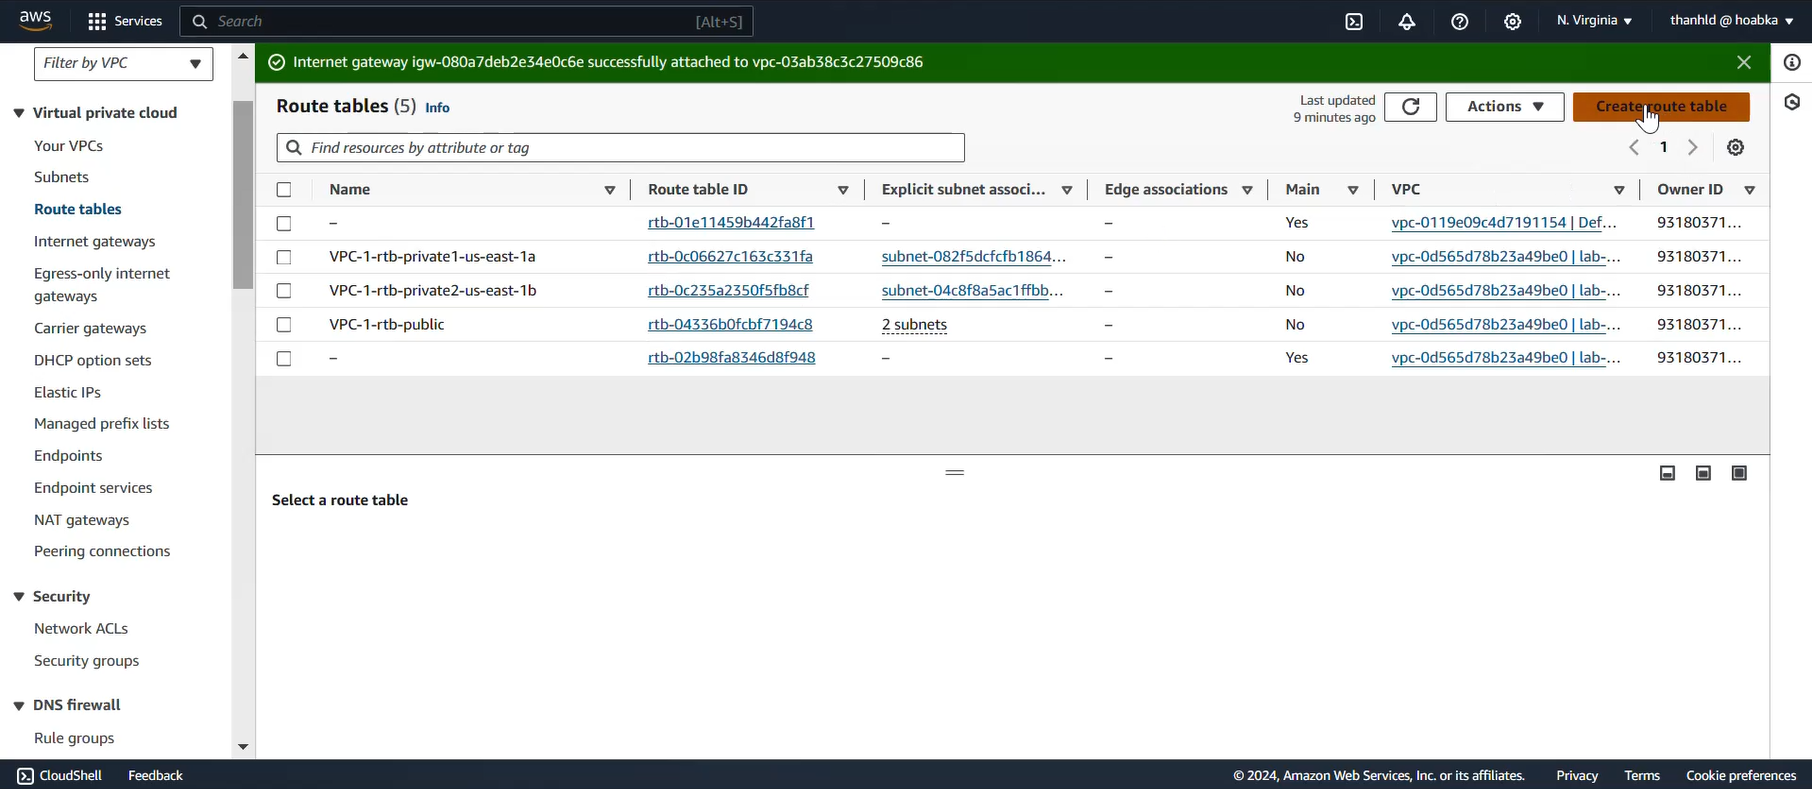 aws Services Search [Alt+S] N. Virginia ▼ thanhld @ hoabka ▼
Filter by VPC ▼
Internet gateway igw-080a7deb2e34e0c6e successfully attached to vpc-03ab38c3c27509c86
Virtual private cloud
Your VPCs
Subnets
Route tables
Internet gateways
Egress-only internet
gateways
Carrier gateways
DHCP option sets
Elastic IPs
Managed prefix lists
Endpoints
Endpoint services
NAT gateways
Peering connections
Security
Network ACLs
Security groups
DNS firewall
Rule groups
Route tables (5) Info
Last updated
9 minutes ago
Actions ▼
Create route table
Find resources by attribute or tag
1
Name Route table ID Explicit subnet associ... Edge associations Main VPC Owner ID
– rtb-01e11459b442fa8f1 – – Yes vpc-0119e09c4d7191154 | Def... 93180371...
VPC-1-rtb-private1-us-east-1a rtb-0c06627c163c331fa subnet-082f5dcfcfb1864... – No vpc-0d565d78b23a49be0 | lab-... 93180371...
VPC-1-rtb-private2-us-east-1b rtb-0c235a2350f5fb8cf subnet-04c8f8a5ac1ffbb... – No vpc-0d565d78b23a49be0 | lab-... 93180371...
VPC-1-rtb-public rtb-04336b0fcbf7194c8 2 subnets – No vpc-0d565d78b23a49be0 | lab-... 93180371...
– rtb-02b98fa8346d8f948 – – Yes vpc-0d565d78b23a49be0 | lab-... 93180371...
Select a route table
CloudShell Feedback © 2024, Amazon Web Services, Inc. or its affiliates. Privacy Terms Cookie preferences